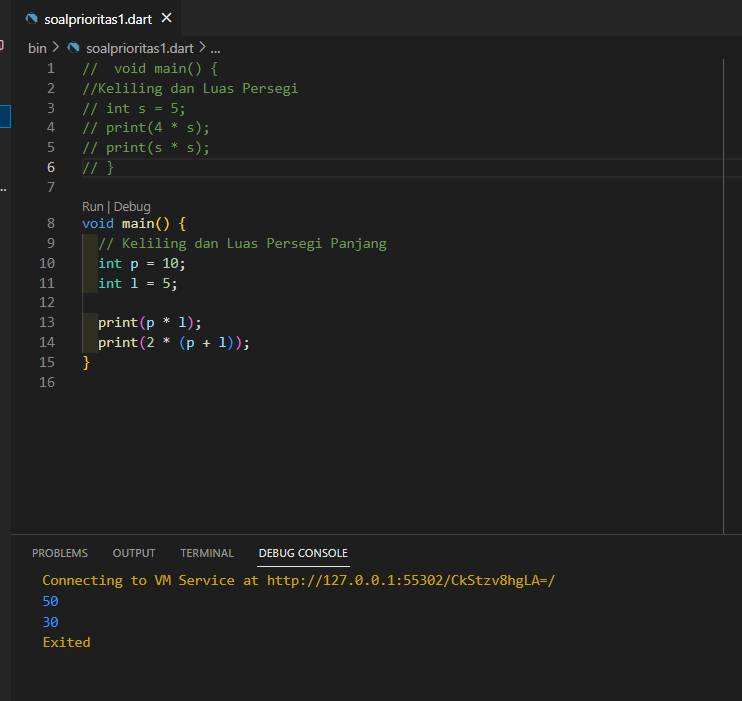 soalprioritas1.dart ×
bin > soalprioritas1.dart > ...
1 //  void main() {
2 //Keliling dan Luas Persegi
3 // int s = 5;
4 // print(4 * s);
5 // print(s * s);
6 // }
7
Run | Debug
8 void main() {
9   // Keliling dan Luas Persegi Panjang
10   int p = 10;
11   int l = 5;
12
13   print(p * l);
14   print(2 * (p + l));
15 }
16
PROBLEMS OUTPUT TERMINAL DEBUG CONSOLE
Connecting to VM Service at http://127.0.0.1:55302/CkStzv8hgLA=/
50
30
Exited